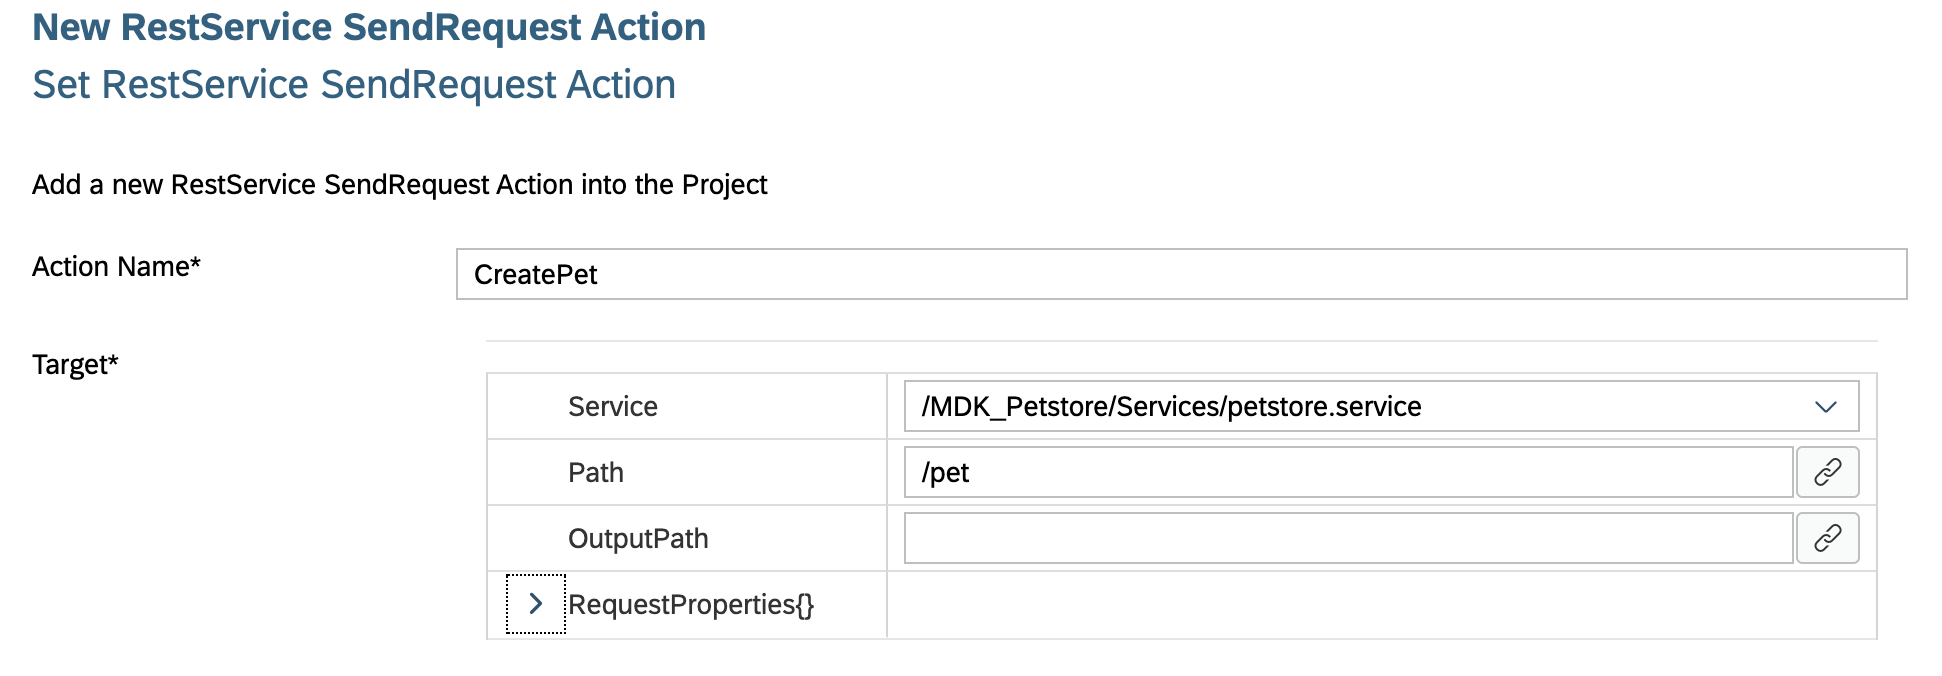 New RestService SendRequest Action
Set RestService SendRequest Action
Add a new RestService SendRequest Action into the Project
Action Name*
CreatePet
Target*
Service
/MDK_Petstore/Services/petstore.service
Path
/pet
OutputPath
RequestProperties{}